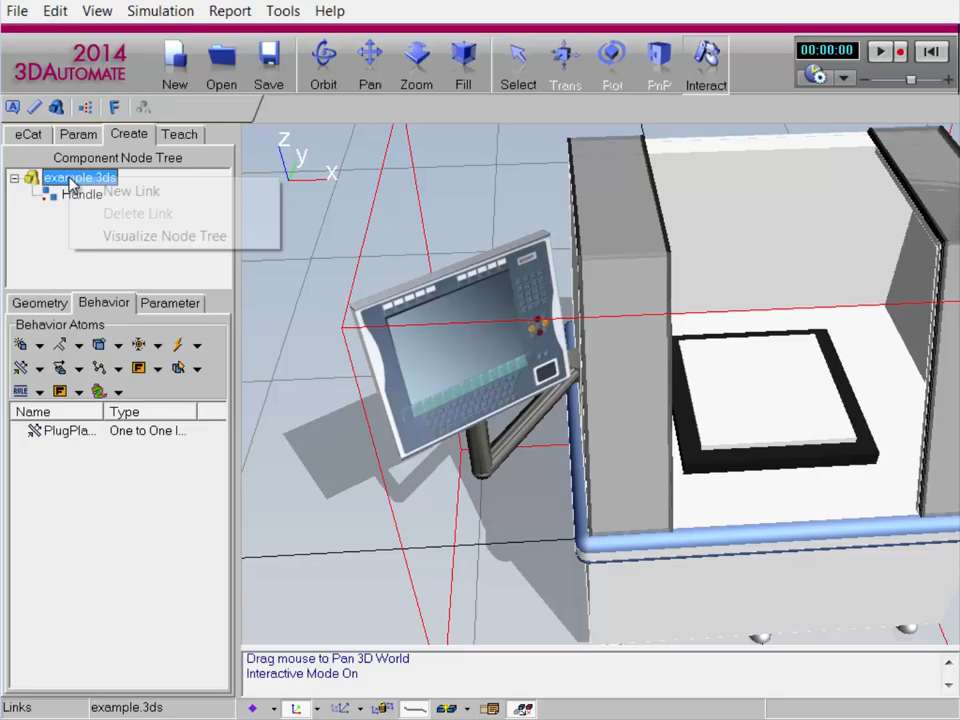 File Edit View Simulation Report Tools Help
2014
3DAUTOMATE
New Open Save Orbit Pan Zoom Fill Select Trans Rot PnP Interact
00:00:00
eCat Param Create Teach
Component Node Tree
example.3ds
Handle
New Link
Delete Link
Visualize Node Tree
Geometry Behavior Parameter
Behavior Atoms
RULE
Name Type
PlugPla... One to One I...
Z
y
X
Drag mouse to Pan 3D World
Interactive Mode On
Links example.3ds